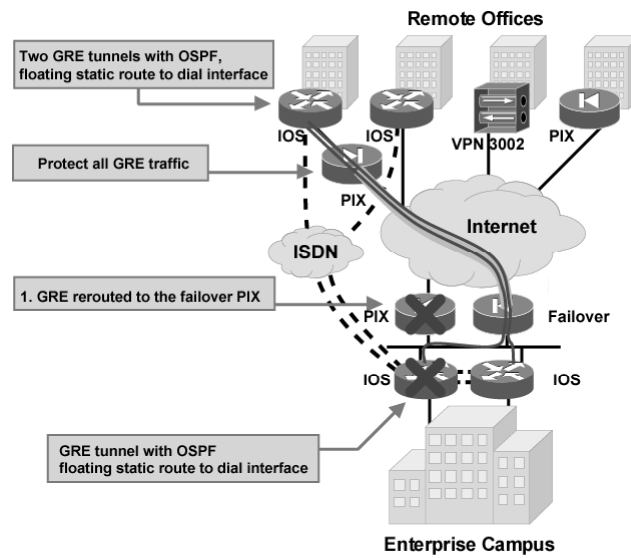 Remote Offices
Two GRE tunnels with OSPF,
floating static route to dial interface
IOS
IOS
VPN 3002
PIX
Protect all GRE traffic
PIX
Internet
ISDN
1. GRE rerouted to the failover PIX
PIX
Failover
IOS
IOS
GRE tunnel with OSPF
floating static route to dial interface
Enterprise Campus